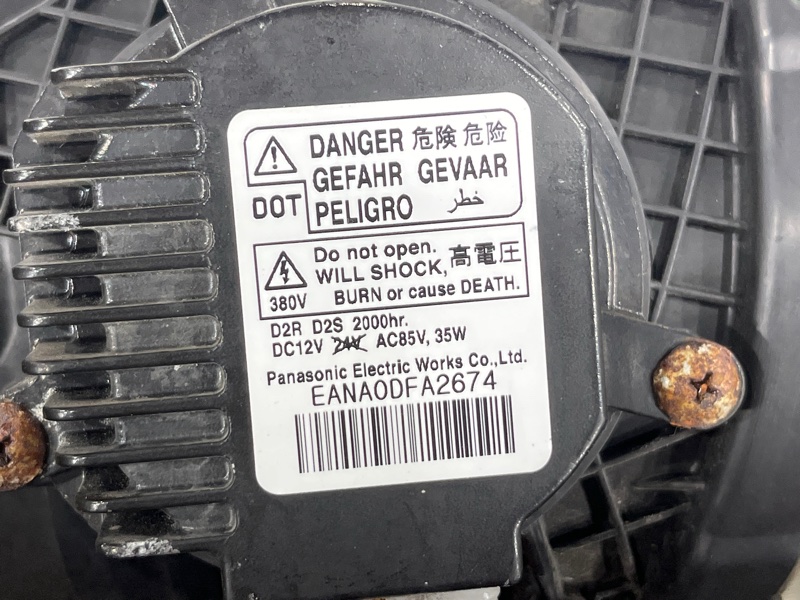 DANGER 危険 危险
GEFAHR GEVAAR
DOT PELIGRO خطر
Do not open.
WILL SHOCK, 高電圧
380V BURN or cause DEATH.
D2R D2S 2000hr.
DC12V 24V AC85V, 35W
Panasonic Electric Works Co.,Ltd.
EANA0DFA2674